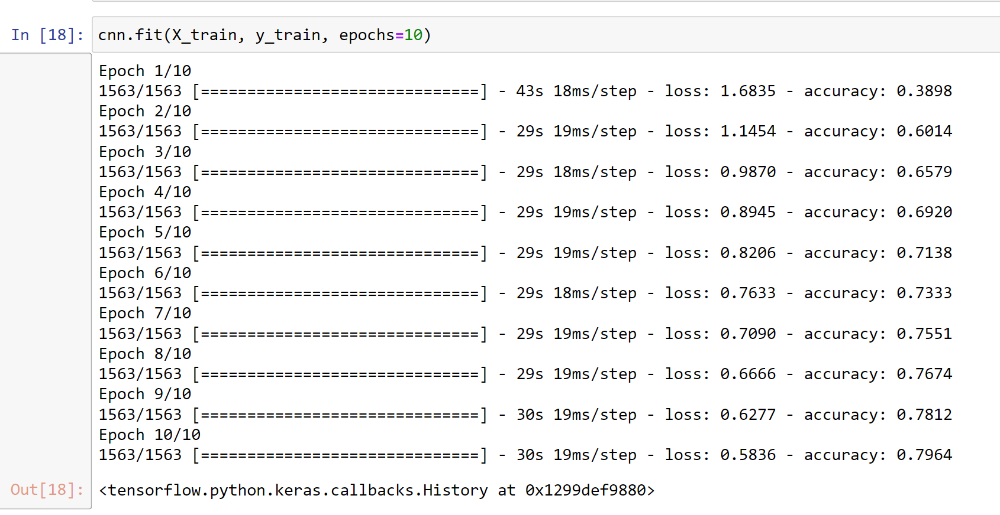 In [18]: cnn.fit(X_train, y_train, epochs=10)
Epoch 1/10
1563/1563 [==============================] - 43s 18ms/step - loss: 1.6835 - accuracy: 0.3898
Epoch 2/10
1563/1563 [==============================] - 29s 19ms/step - loss: 1.1454 - accuracy: 0.6014
Epoch 3/10
1563/1563 [==============================] - 29s 18ms/step - loss: 0.9870 - accuracy: 0.6579
Epoch 4/10
1563/1563 [==============================] - 29s 19ms/step - loss: 0.8945 - accuracy: 0.6920
Epoch 5/10
1563/1563 [==============================] - 29s 19ms/step - loss: 0.8206 - accuracy: 0.7138
Epoch 6/10
1563/1563 [==============================] - 29s 18ms/step - loss: 0.7633 - accuracy: 0.7333
Epoch 7/10
1563/1563 [==============================] - 29s 19ms/step - loss: 0.7090 - accuracy: 0.7551
Epoch 8/10
1563/1563 [==============================] - 29s 19ms/step - loss: 0.6666 - accuracy: 0.7674
Epoch 9/10
1563/1563 [==============================] - 30s 19ms/step - loss: 0.6277 - accuracy: 0.7812
Epoch 10/10
1563/1563 [==============================] - 30s 19ms/step - loss: 0.5836 - accuracy: 0.7964
Out[18]: <tensorflow.python.keras.callbacks.History at 0x1299def9880>